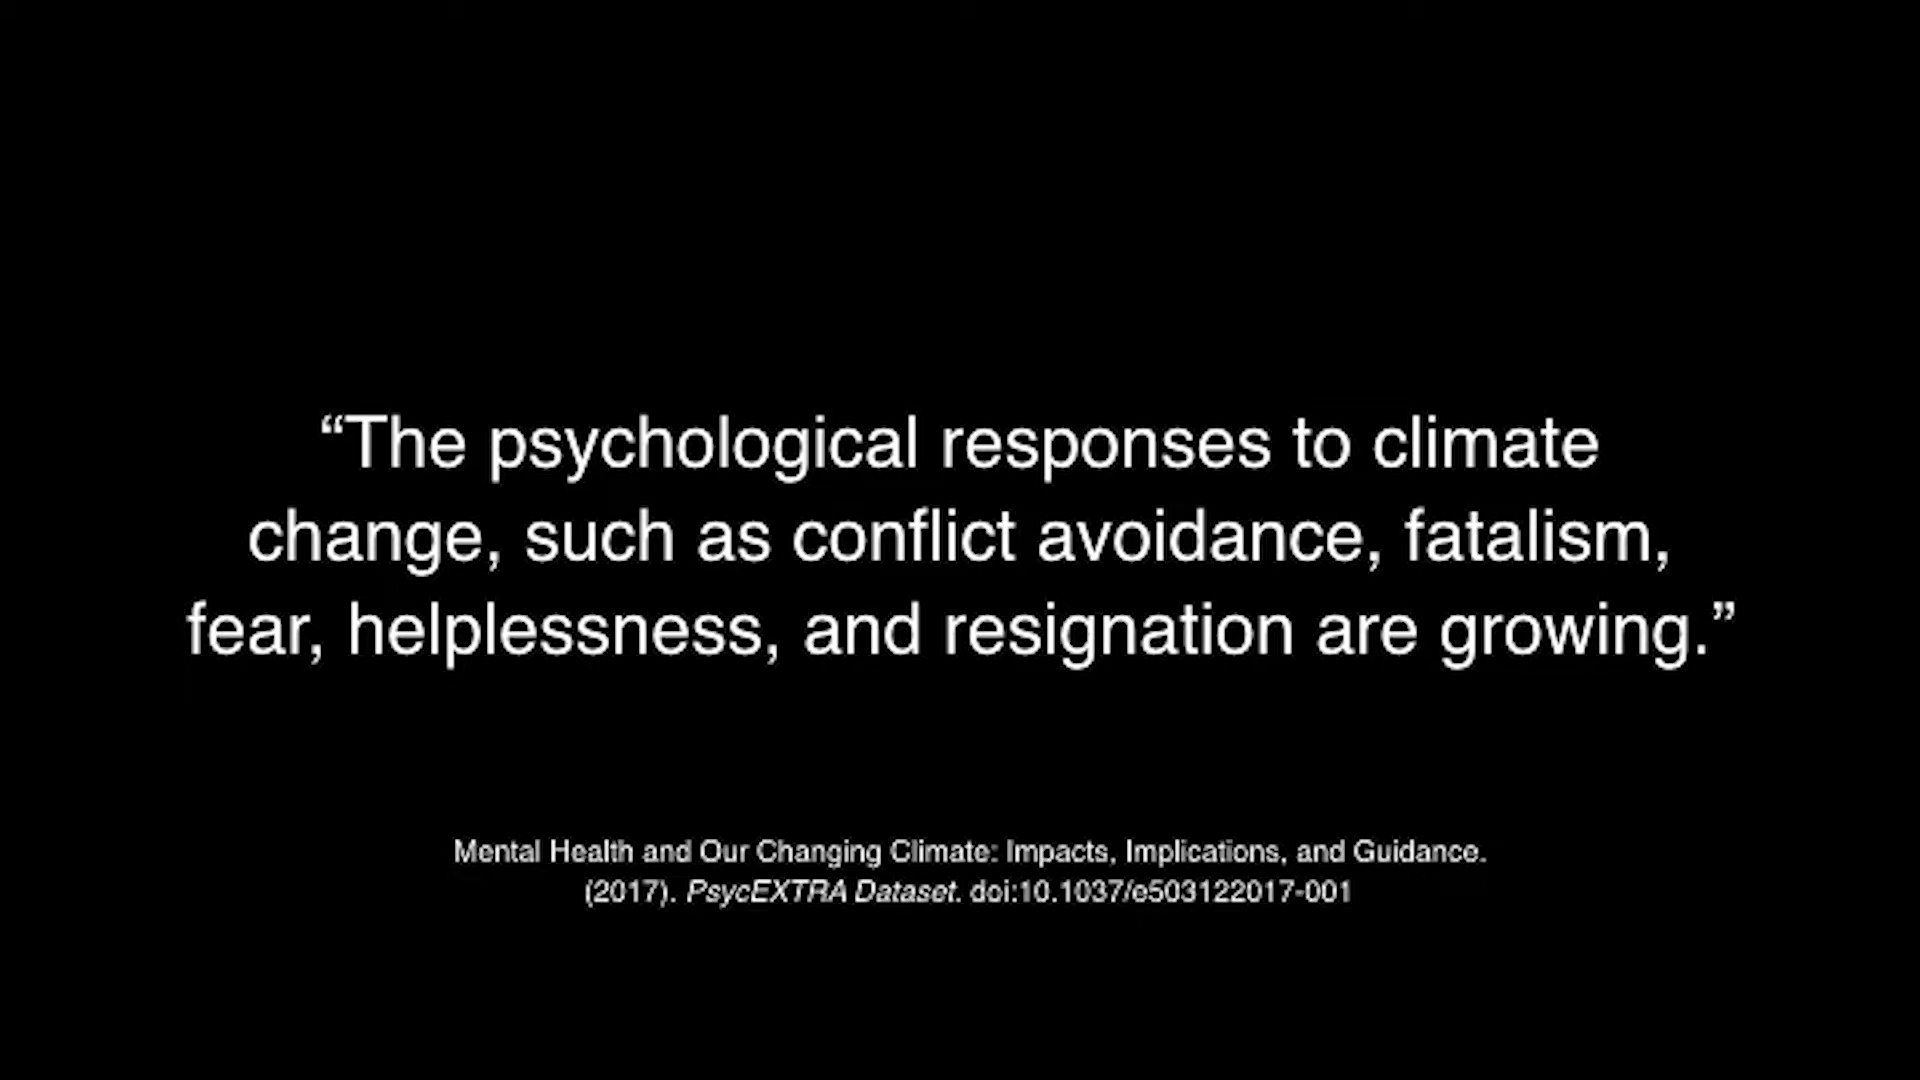 “The psychological responses to climate
change, such as conflict avoidance, fatalism,
fear, helplessness, and resignation are growing.”
Mental Health and Our Changing Climate: Impacts, Implications, and Guidance.
(2017). PsycEXTRA Dataset. doi:10.1037/e503122017-001